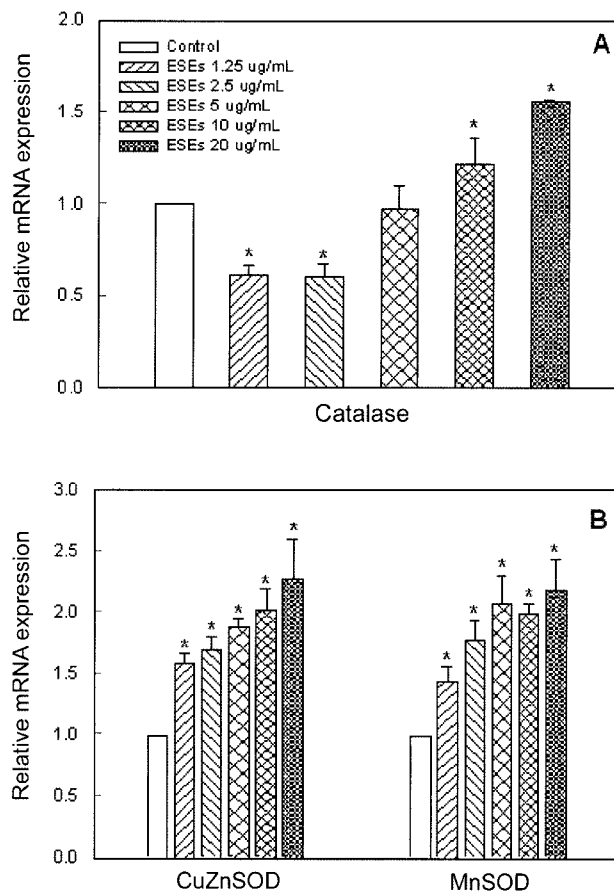 A
Control
ESEs 1.25 ug/mL
ESEs 2.5 ug/mL
ESEs 5 ug/mL
ESEs 10 ug/mL
ESEs 20 ug/mL
Relative mRNA expression
2.0
1.5
1.0
0.5
0.0
* * * *
Catalase
B
Relative mRNA expression
3.0
2.5
2.0
1.5
1.0
0.5
0.0
* * * * * * * * * *
CuZnSOD MnSOD